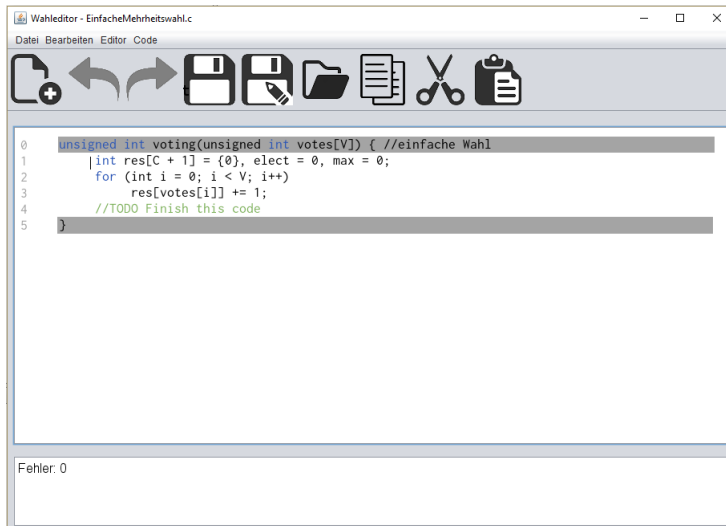 Wahleditor - EinfacheMehrheitswahl.c
Datei Bearbeiten Editor Code
0 unsigned int voting(unsigned int votes[V]) { //einfache Wahl
1 int res[C + 1] = {0}, elect = 0, max = 0;
2 for (int i = 0; i < V; i++)
3 res[votes[i]] += 1;
4 //TODO Finish this code
5 }
Fehler: 0